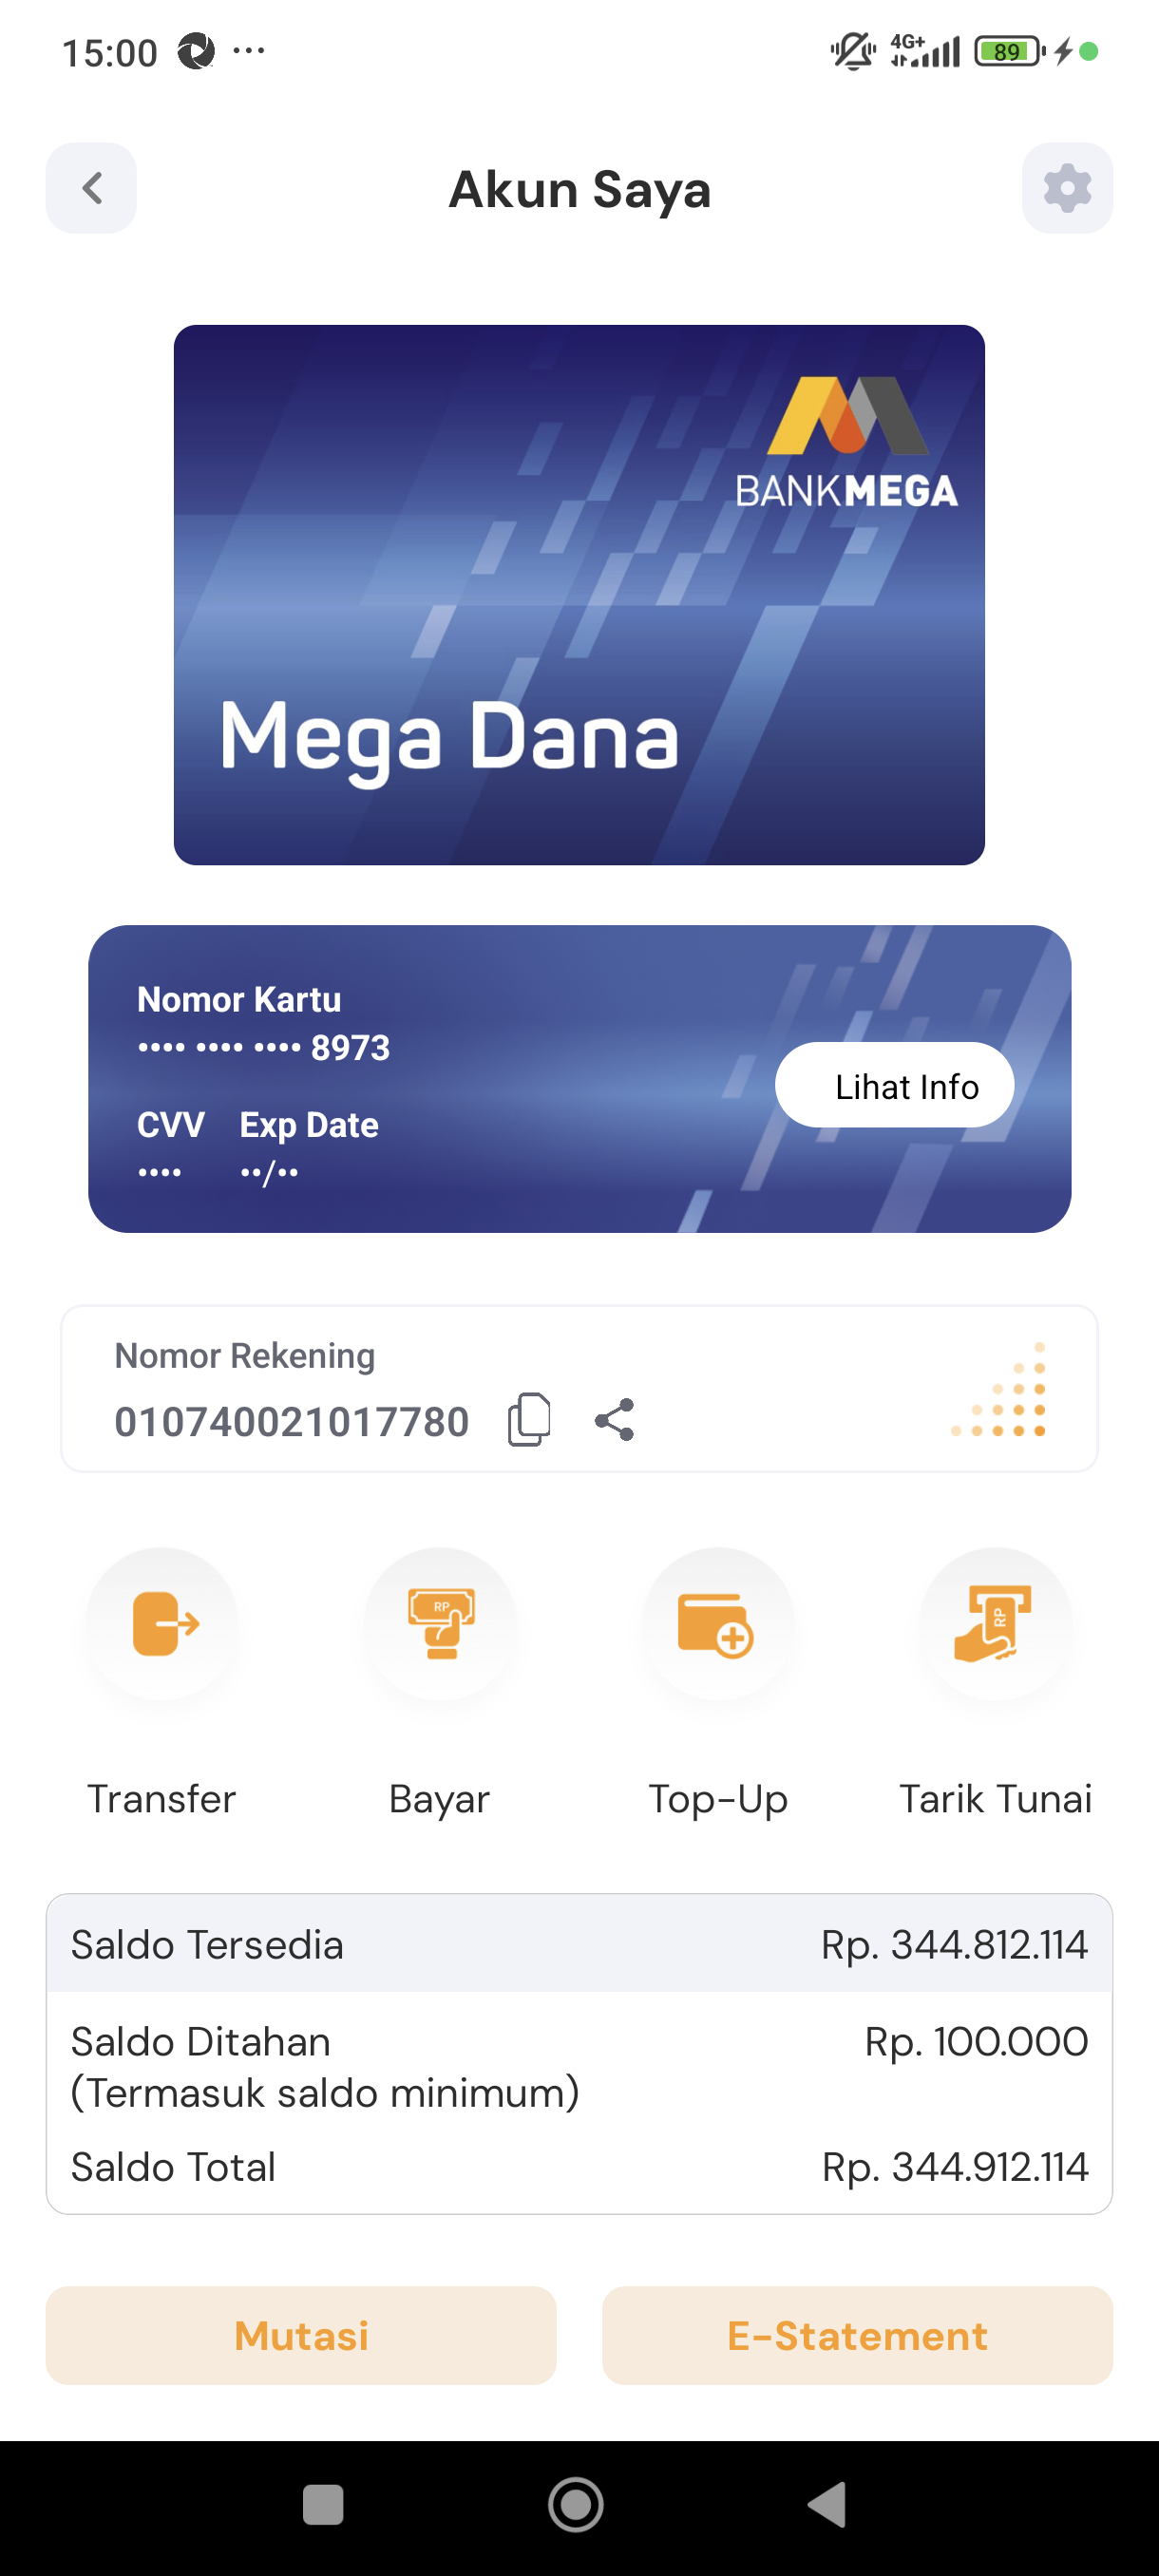 15:00
4G+
89
Akun Saya
BANKMEGA
Mega Dana
Nomor Kartu
•••• •••• •••• 8973
Lihat Info
CVV Exp Date
•••• ••/••
Nomor Rekening
010740021017780
RP
RP
Transfer
Bayar
Top-Up
Tarik Tunai
Saldo Tersedia Rp. 344.812.114
Saldo Ditahan Rp. 100.000
(Termasuk saldo minimum)
Saldo Total Rp. 344.912.114
Mutasi
E-Statement